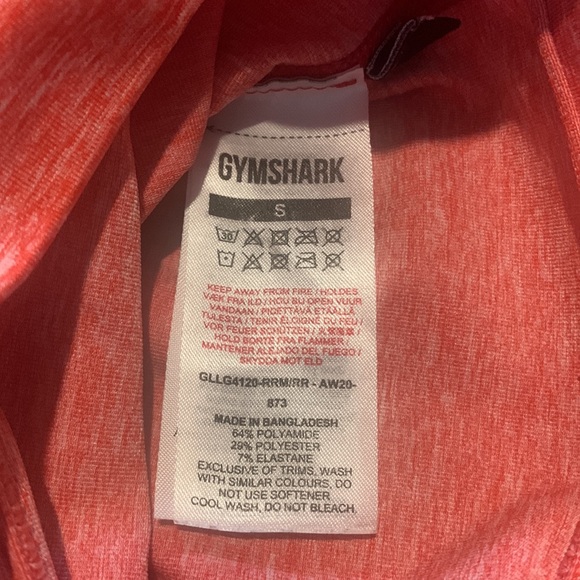 GYMSHARK
S
30
KEEP AWAY FROM FIRE / HOLDES
VÆK FRA ILD / HOU BIJ OPEN VUUR
VANDAAN / PIDETTÄVÄ ETÄÄLLÄ
TULESTA / TENIR ÉLOIGNÉ DU FEU /
VOR FEUER SCHÜTZEN /
HOLD BORTE FRA FLAMMER /
MANTENER ALEJADO DEL FUEGO /
SKYDDA MOT ELD
GLLG4120-RRM/RR - AW20-
873
MADE IN BANGLADESH
64% POLYAMIDE
29% POLYESTER
7% ELASTANE
EXCLUSIVE OF TRIMS, WASH
WITH SIMILAR COLOURS, DO
NOT USE SOFTENER
COOL WASH, DO NOT BLEACH.